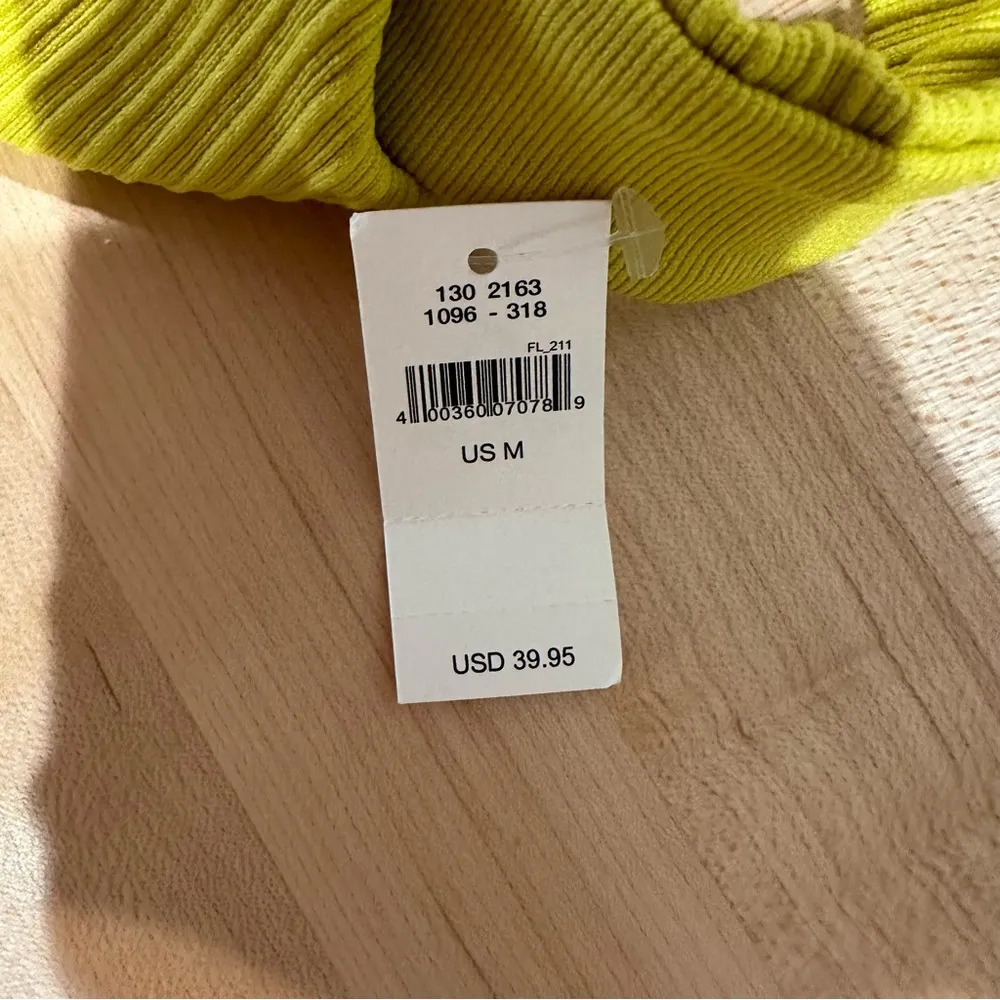 130 2163
1096 - 318
FL_211
4 00360 07078 9
US M
USD 39.95